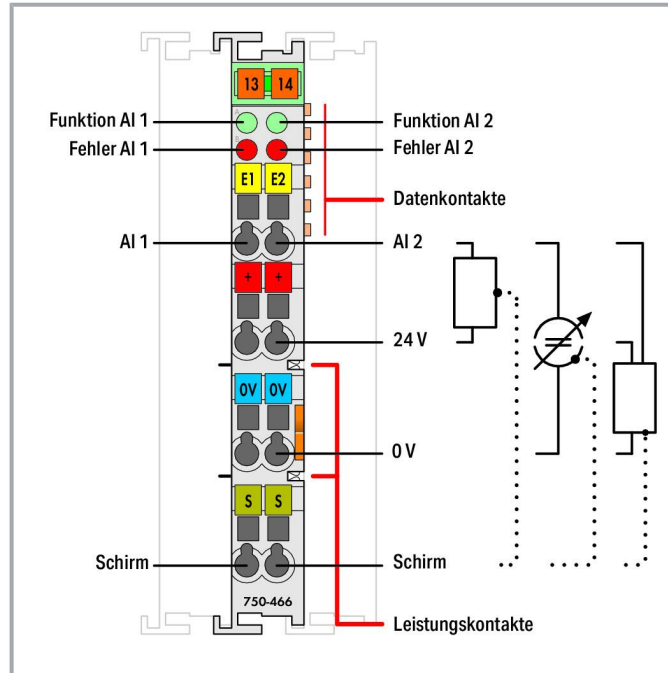 13 14
Funktion AI 1
Funktion AI 2
Fehler AI 1
Fehler AI 2
E1 E2
Datenkontakte
AI 1
AI 2
+ +
24 V
0V 0V
0 V
S S
Schirm
Schirm
750-466
Leistungskontakte